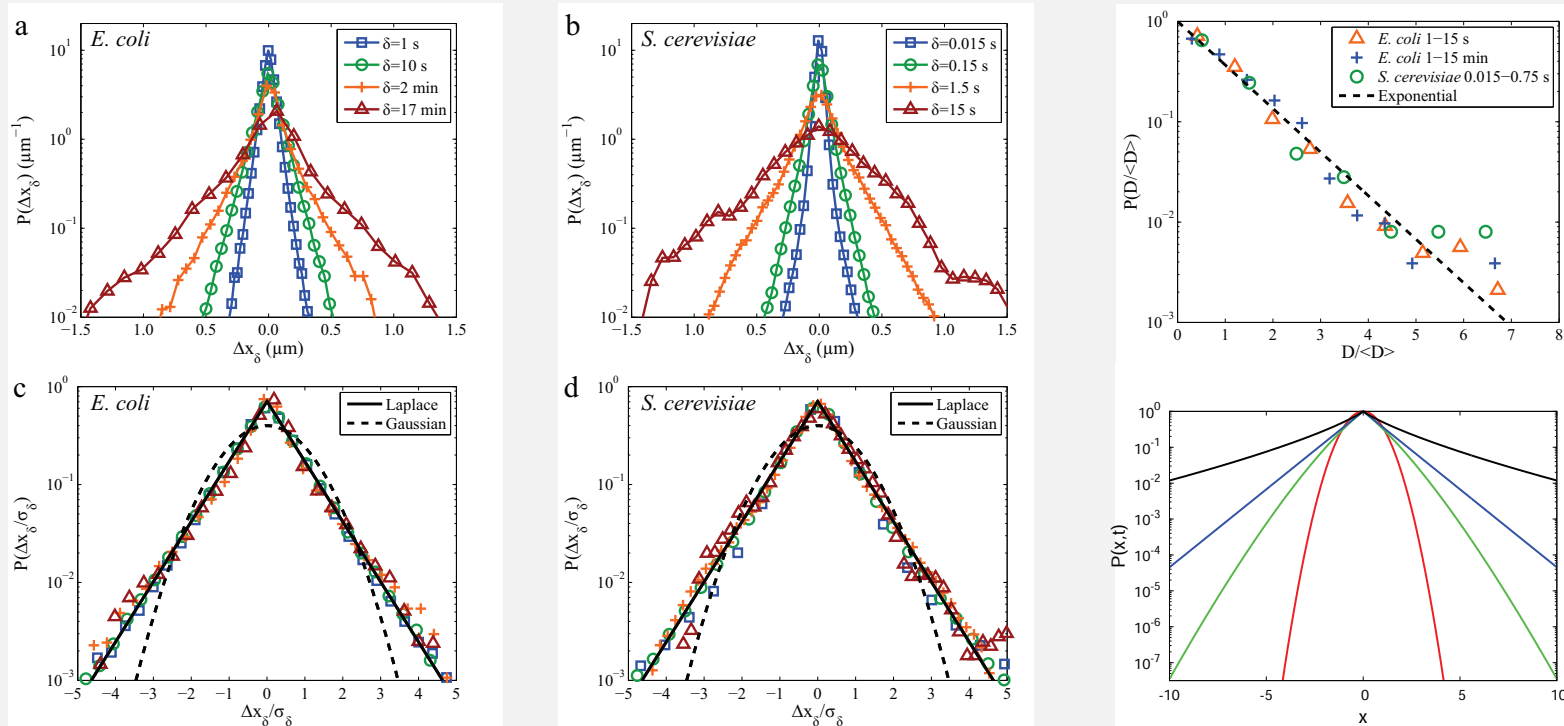 a
E. coli
δ=1 s
δ=10 s
δ=2 min
δ=17 min
10¹
10⁰
10⁻¹
10⁻²
P(Δx_δ) (μm⁻¹)
−1.5 1.0 0.5 0.0 0.5 1.0 1.5
Δx_δ (μm)
b
S. cerevisiae
δ=0.015 s
δ=0.15 s
δ=1.5 s
δ=15 s
10¹
10⁰
10⁻¹
10⁻²
P(Δx_δ) (μm⁻¹)
−1.5 1.0 0.5 0.0 0.5 1.0 1.5
Δx_δ (μm)
E. coli 1−15 s
E. coli 1−15 min
S. cerevisiae 0.015−0.75 s
Exponential
10⁰
10⁻¹
10⁻²
10⁻³
P(D/<D>)
0 1 2 3 4 5 6 7 8
D/<D>
c
E. coli
Laplace
Gaussian
10⁰
10⁻¹
10⁻²
10⁻³
P(Δx_δ/σ_δ)
−5 −4 −3 −2 −1 0 1 2 3 4 5
Δx_δ/σ_δ
d
S. cerevisiae
Laplace
Gaussian
10⁰
10⁻¹
10⁻²
10⁻³
P(Δx_δ/σ_δ)
−5 −4 −3 −2 −1 0 1 2 3 4 5
Δx_δ/σ_δ
10⁰
10⁻¹
10⁻²
10⁻³
10⁻⁴
10⁻⁵
10⁻⁶
10⁻⁷
P(x,t)
-10 -5 0 5 10
x